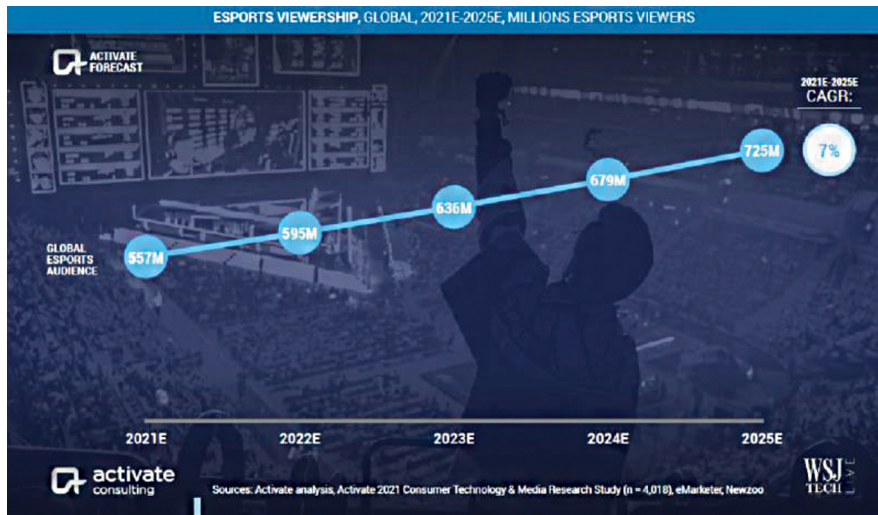 ESPORTS VIEWERSHIP, GLOBAL, 2021E-2025E, MILLIONS ESPORTS VIEWERS
ACTIVATE
FORECAST
2021E-2025E
CAGR:
7%
725M
679M
636M
595M
557M
GLOBAL
ESPORTS
AUDIENCE
2021E 2022E 2023E 2024E 2025E
activate
consulting
Sources: Activate analysis, Activate 2021 Consumer Technology & Media Research Study (n = 4,018), eMarketer, Newzoo
WSJ
TECH
LIVE